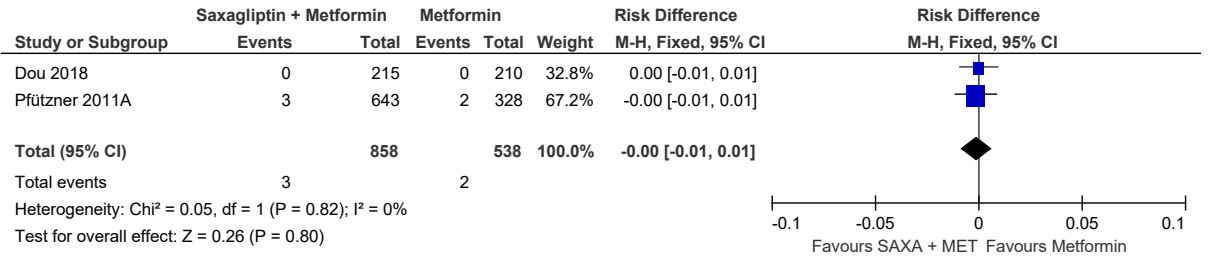 Saxagliptin + Metformin Metformin Risk Difference Risk Difference
Study or Subgroup Events Total Events Total Weight M-H, Fixed, 95% CI M-H, Fixed, 95% CI
Dou 2018 0 215 0 210 32.8% 0.00 [-0.01, 0.01]
Pfützner 2011A 3 643 2 328 67.2% -0.00 [-0.01, 0.01]
Total (95% CI) 858 538 100.0% -0.00 [-0.01, 0.01]
Total events 3 2
Heterogeneity: Chi² = 0.05, df = 1 (P = 0.82); I² = 0%
Test for overall effect: Z = 0.26 (P = 0.80)
-0.1 -0.05 0 0.05 0.1
Favours SAXA + MET Favours Metformin